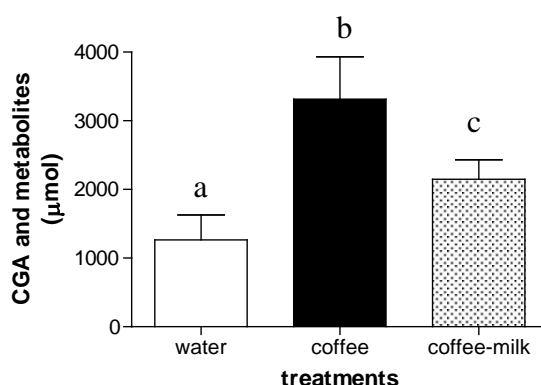 b
4000
c
3000
a
2000
1000
0
CGA and metabolites
(µmol)
water coffee coffee-milk
treatments